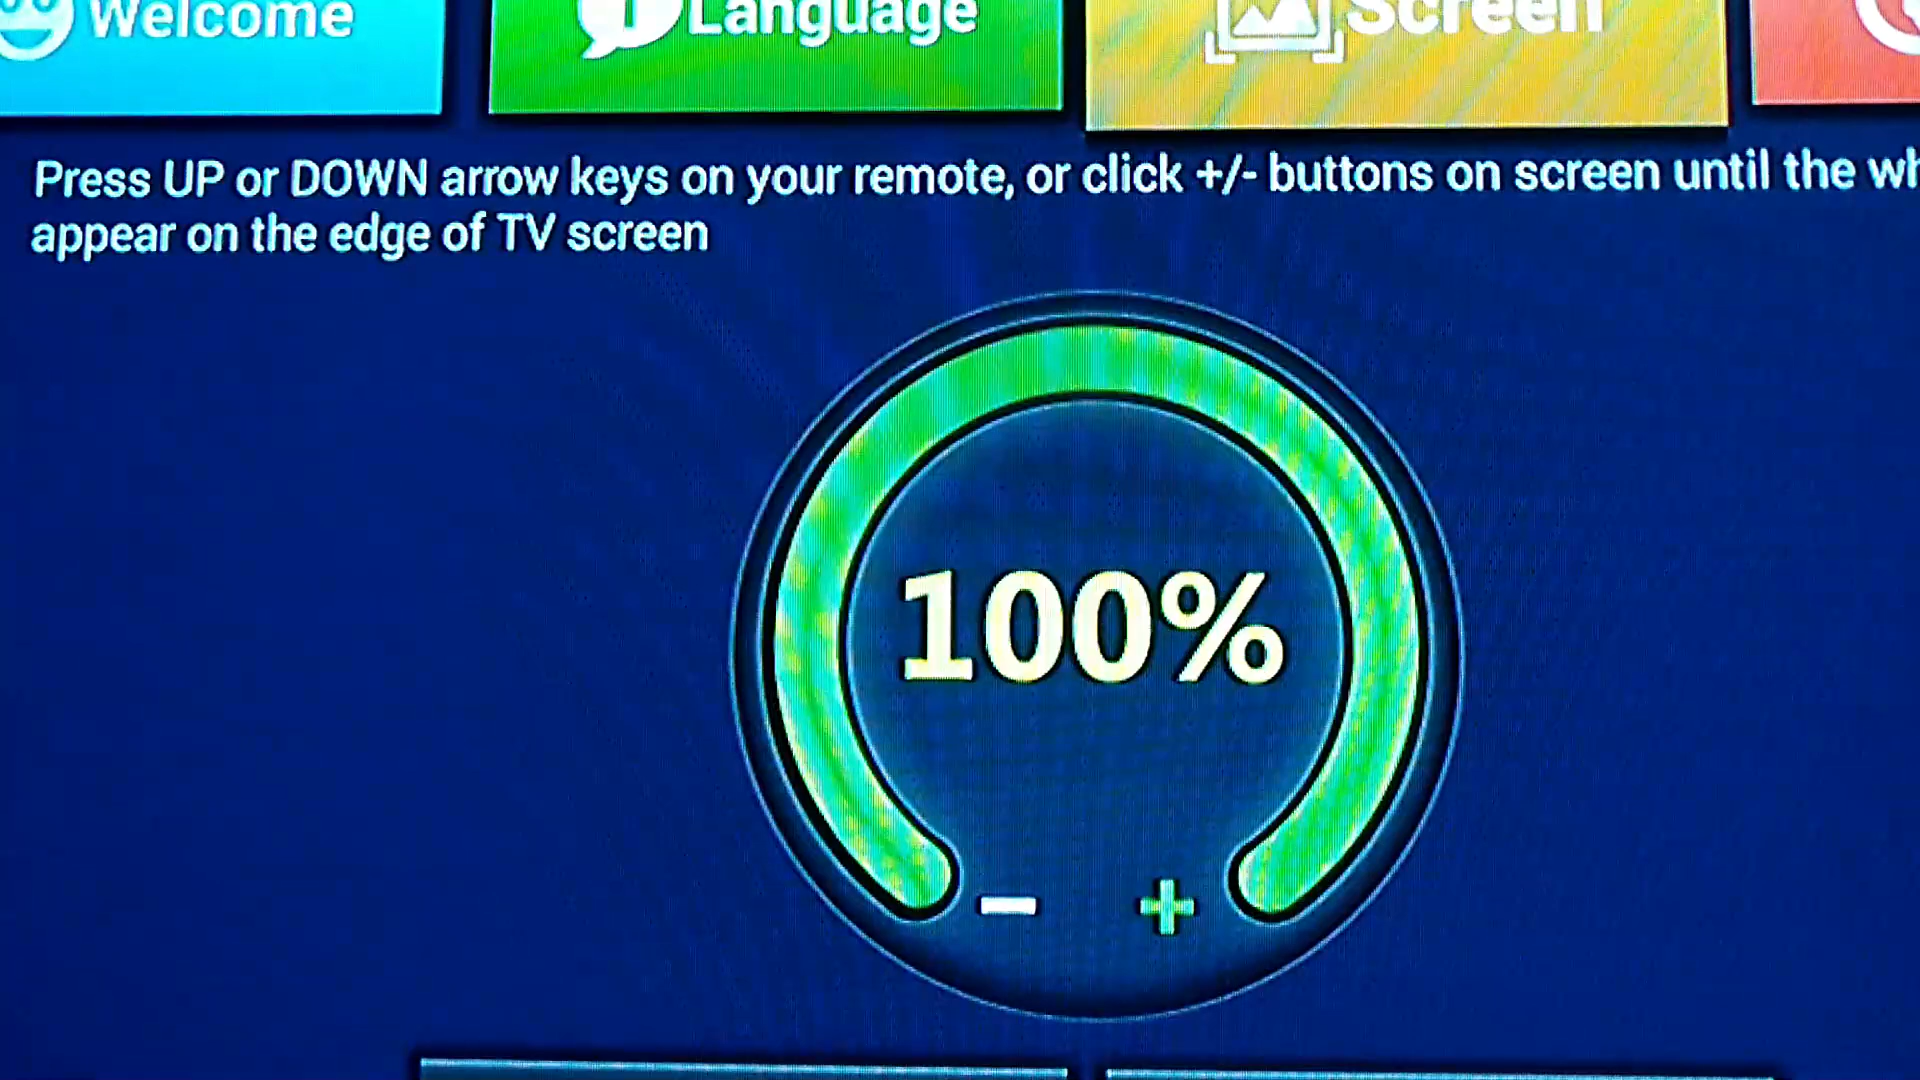 Welcome
Language
Screen
Press UP or DOWN arrow keys on your remote, or click +/- buttons on screen until the
appear on the edge of TV screen
100%
- +